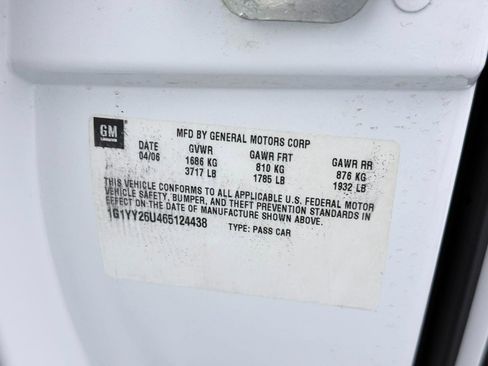 GM
MFD BY GENERAL MOTORS CORP
DATE GVWR GAWR FRT GAWR RR
04/06 1686 KG 810 KG 876 KG
3717 LB 1785 LB 1932 LB
THIS VEHICLE CONFORMS TO ALL APPLICABLE U.S. FEDERAL MOTOR
VEHICLE SAFETY, BUMPER, AND THEFT PREVENTION STANDARDS IN
EFFECT ON THE DATE OF MANUFACTURE SHOWN ABOVE.
1G1YY26U465124438 TYPE: PASS CAR